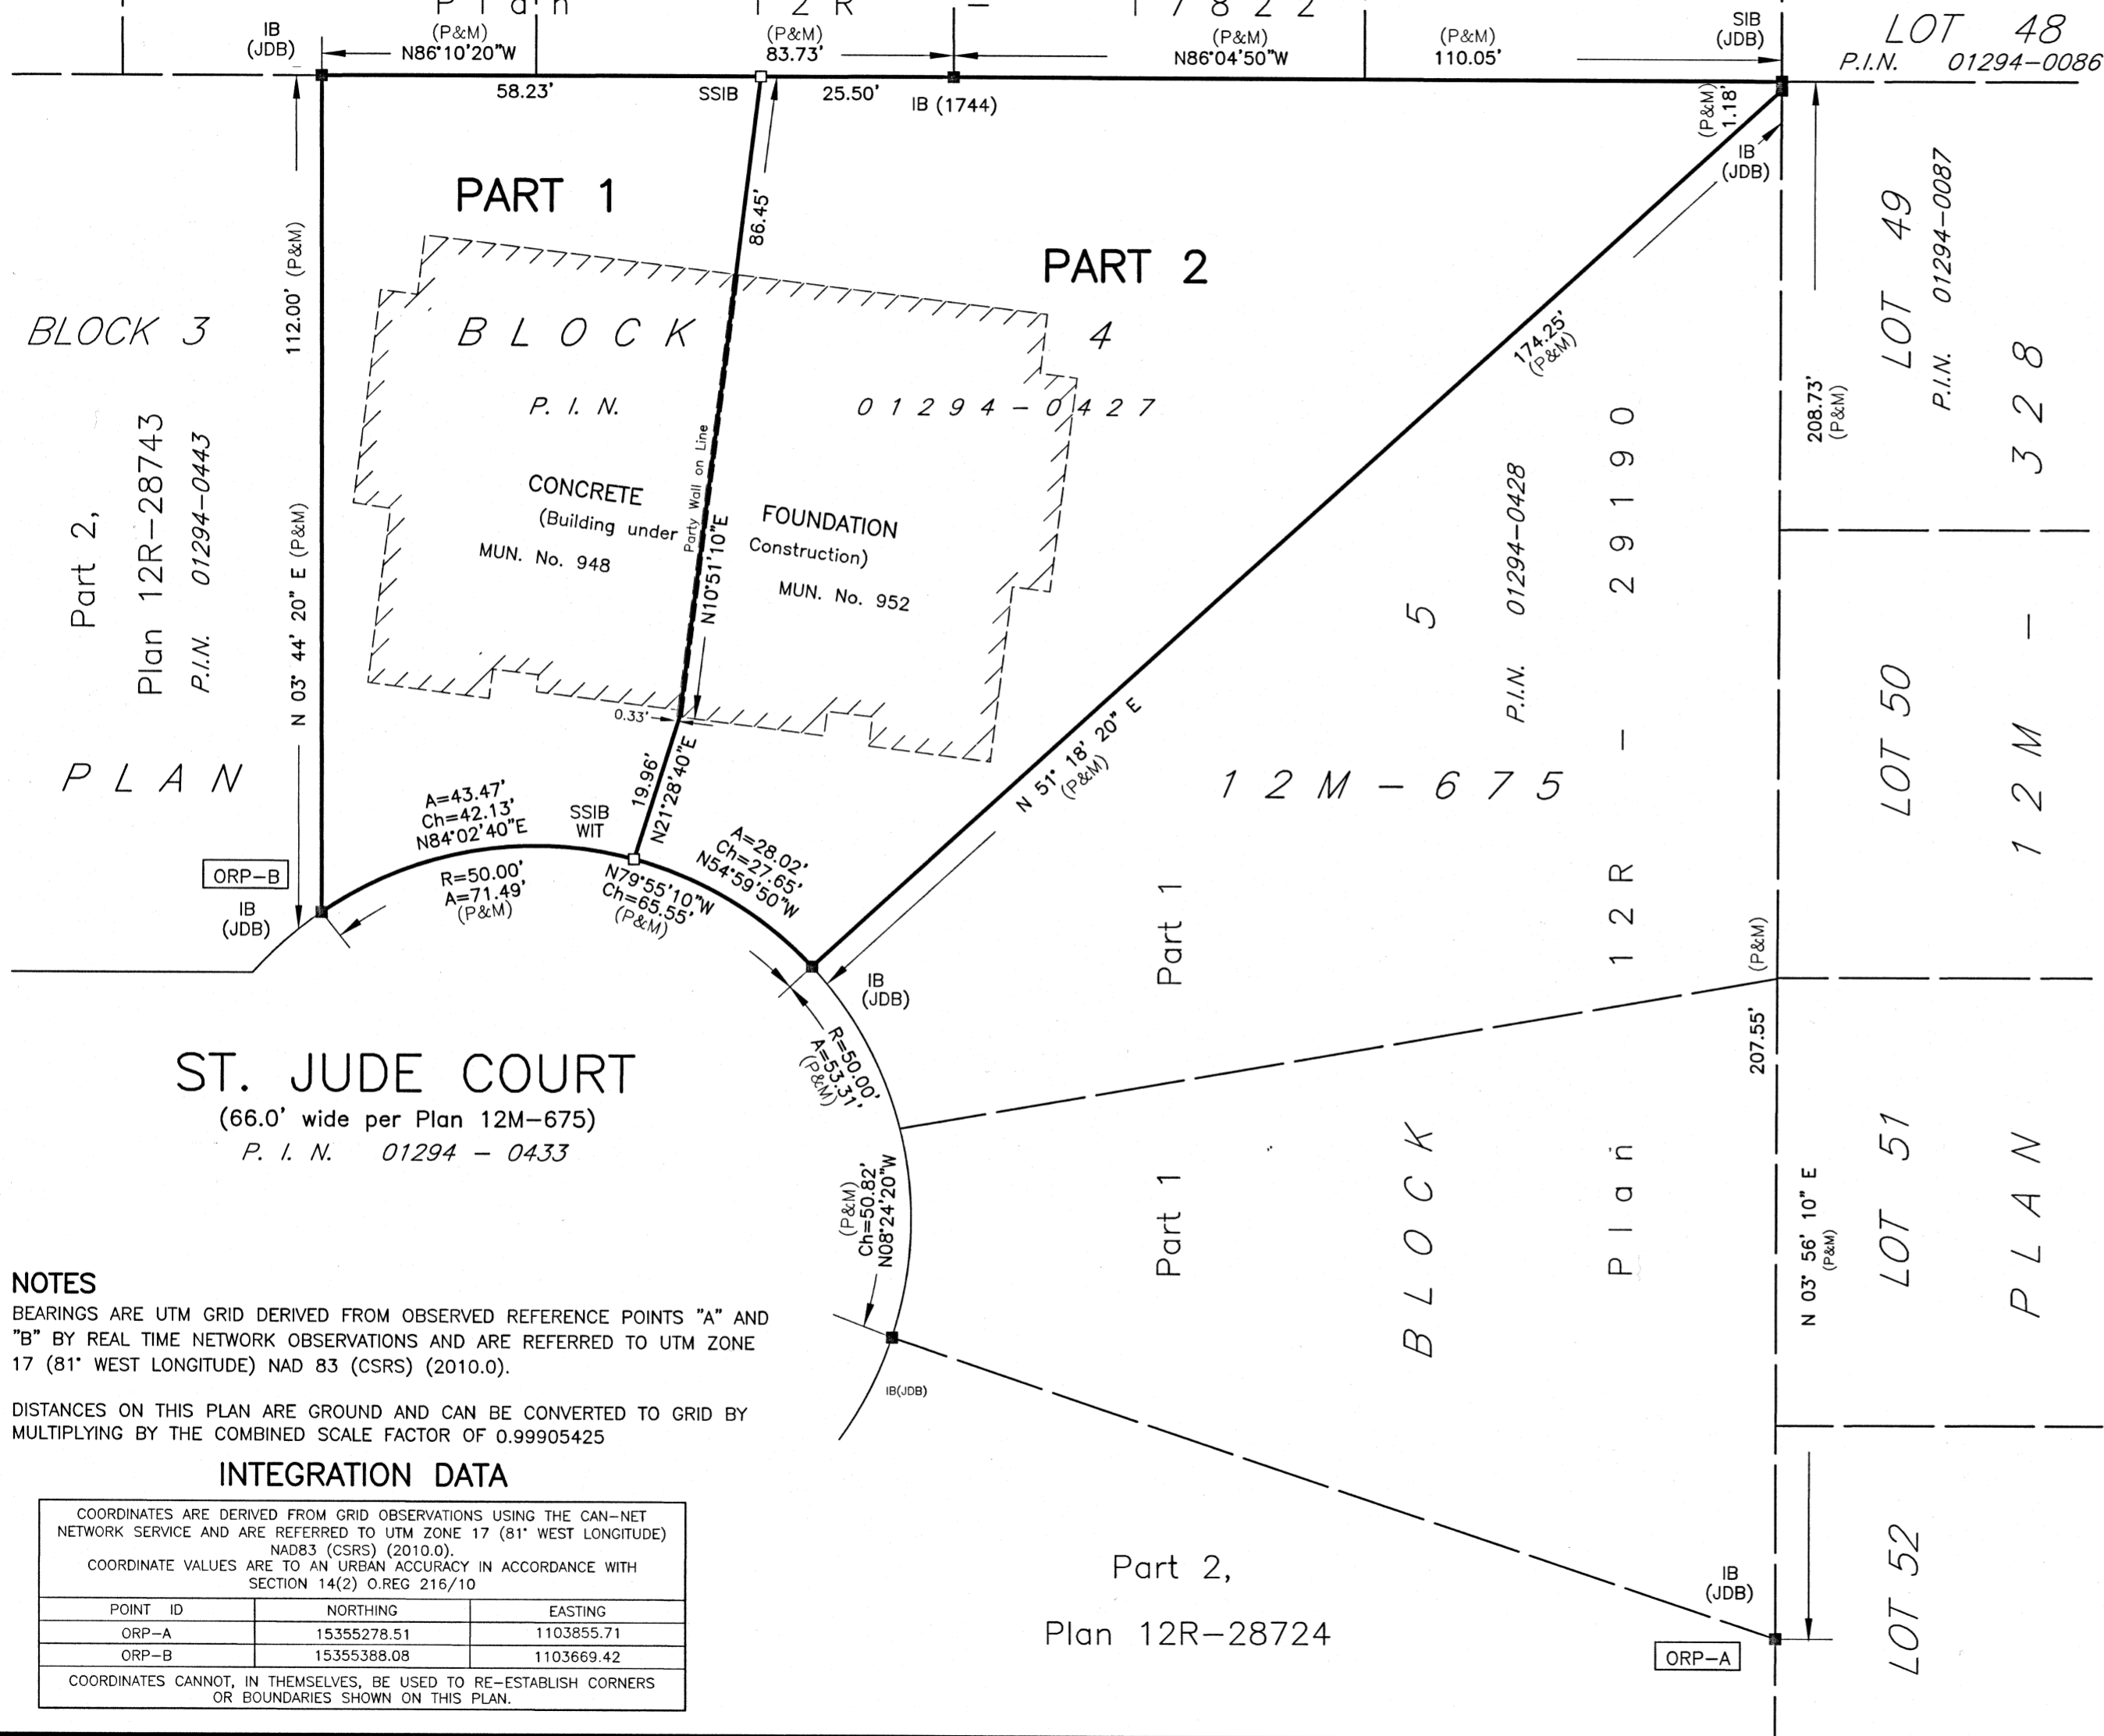 Plan 12R - 17822
IB
(JDB)
(P&M)
N86°10'20"W
(P&M)
83.73'
(P&M)
N86°04'50"W
(P&M)
110.05'
SIB
(JDB)
LOT 48
P.I.N. 01294-0086
58.23'
SSIB
25.50'
IB (1744)
(P&M)
1.18'
IB
(JDB)
PART 1
86.45'
PART 2
112.00' (P&M)
N 03° 44' 20" E (P&M)
BLOCK 3
Part 2,
Plan 12R-28743
P.I.N. 01294-0443
PLAN
BLOCK 4
P. I. N. 01294-0427
CONCRETE FOUNDATION
(Building under Construction)
MUN. No. 948
MUN. No. 952
Party Wall on Line
N10°51'10"E
0.33'
19.96'
N21°28'40"E
174.25'
(P&M)
N 51° 18' 20" E
(P&M)
208.73'
(P&M)
LOT 49
P.I.N. 01294-0087
LOT 50
PLAN 12M - 328
5
P.I.N. 01294-0428
12M-675
Plan 12R - 29190
A=43.47'
Ch=42.13'
N84°02'40"E
SSIB
WIT
R=50.00'
A=71.49'
(P&M)
A=28.02'
Ch=27.65'
N54°59'50"W
N79°55'10"W
Ch=65.55'
(P&M)
ORP-B
IB
(JDB)
IB
(JDB)
Part 1
(P&M)
207.55'
R=50.00'
A=53.31'
(P&M)
ST. JUDE COURT
(66.0' wide per Plan 12M-675)
P. I. N. 01294 - 0433
(P&M)
Ch=50.82'
N08°24'20"W
Part 1
BLOCK
N 03° 56' 10" E
(P&M)
LOT 51
IB(JDB)
NOTES
BEARINGS ARE UTM GRID DERIVED FROM OBSERVED REFERENCE POINTS "A" AND
"B" BY REAL TIME NETWORK OBSERVATIONS AND ARE REFERRED TO UTM ZONE
17 (81° WEST LONGITUDE) NAD 83 (CSRS) (2010.0).
DISTANCES ON THIS PLAN ARE GROUND AND CAN BE CONVERTED TO GRID BY
MULTIPLYING BY THE COMBINED SCALE FACTOR OF 0.99905425
INTEGRATION DATA
COORDINATES ARE DERIVED FROM GRID OBSERVATIONS USING THE CAN-NET
NETWORK SERVICE AND ARE REFERRED TO UTM ZONE 17 (81° WEST LONGITUDE)
NAD83 (CSRS) (2010.0).
COORDINATE VALUES ARE TO AN URBAN ACCURACY IN ACCORDANCE WITH
SECTION 14(2) O.REG 216/10
POINT ID NORTHING EASTING
ORP-A 15355278.51 1103855.71
ORP-B 15355388.08 1103669.42
COORDINATES CANNOT, IN THEMSELVES, BE USED TO RE-ESTABLISH CORNERS
OR BOUNDARIES SHOWN ON THIS PLAN.
Part 2,
Plan 12R-28724
IB
(JDB)
ORP-A
LOT 52